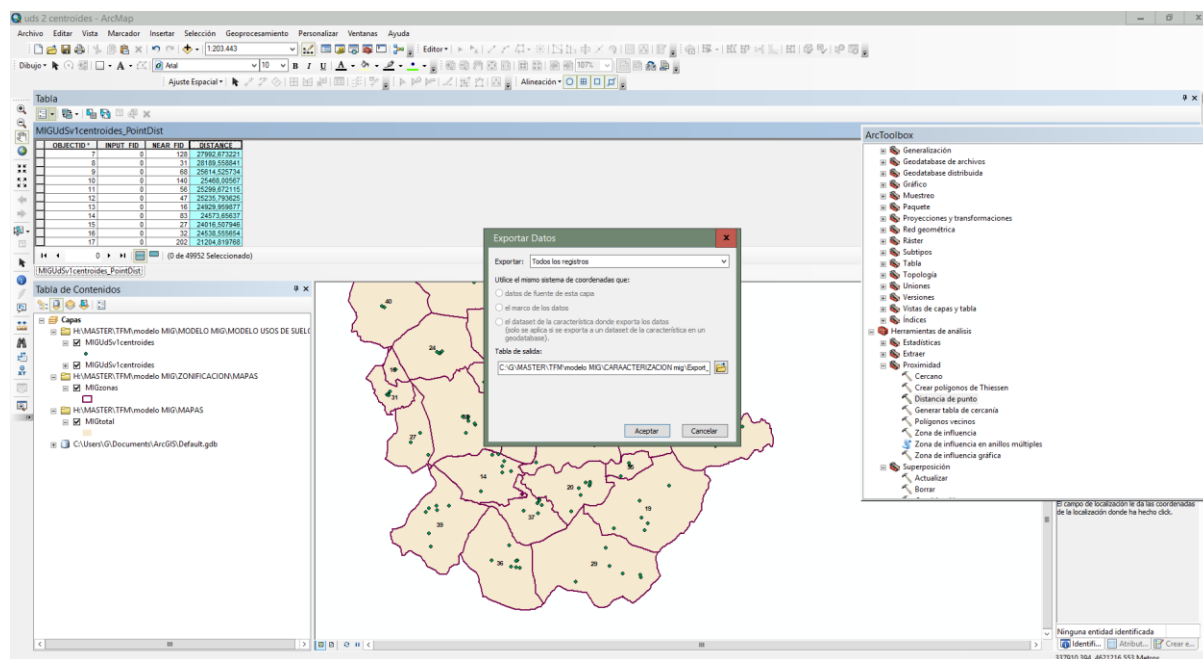 uds 2 centroides - ArcMap
Archivo Editar Vista Marcador Insertar Selección Geoprocesamiento Personalizar Ventanas Ayuda
1:203.443
Editor
Dibujo
A
Arial
10
B I U A
107%
Ajuste Espacial
Alineación
Tabla
MIGUdSv1centroides_PointDist
OBJECTID * INPUT_FID NEAR_FID DISTANCE
7 0 128 27992,673221
8 0 31 28189,558841
9 0 68 25614,525734
10 0 140 25468,00567
11 0 56 25299,672115
12 0 47 25235,793625
13 0 16 24929,959877
14 0 83 24573,65637
15 0 27 24016,587946
16 0 32 24538,555654
17 0 202 21204,819768
0
(0 de 49952 Seleccionado)
MIGUdSv1centroides_PointDist
Tabla de Contenidos
Capas
H:\MASTER\TFM\modelo MIG\MODELO MIG\MODELO USOS DE SUEL
MIGUdSv1centroides
MIGUdSv1centroides
H:\MASTER\TFM\modelo MIG\ZONIFICACION\MAPAS
MIGzonas
H:\MASTER\TFM\modelo MIG\MAPAS
MIGtotal
C:\Users\G\Documents\ArcGIS\Default.gdb
40
24
31
27
14
20
19
39
37
36
29
Exportar Datos
x
Exportar: Todos los registros
Utilice el mismo sistema de coordenadas que:
datos de fuente de esta capa
el marco de los datos
el dataset de la característica donde exporta los datos
(solo se aplica si se exporta a un dataset de la característica en un
geodatabase).
Tabla de salida:
C:\G\MASTER\TFM\modelo MIG\CARAACTERIZACION mig\Export_
Aceptar Cancelar
ArcToolbox
Generalización
Geodatabase de archivos
Geodatabase distribuida
Gráfico
Muestreo
Paquete
Proyecciones y transformaciones
Red geométrica
Ráster
Subtipos
Tabla
Topología
Uniones
Versiones
Vistas de capas y tabla
Índices
Herramientas de análisis
Estadísticas
Extraer
Proximidad
Cercano
Crear polígonos de Thiessen
Distancia de punto
Generar tabla de cercanía
Polígonos vecinos
Zona de influencia
Zona de influencia en anillos múltiples
Zona de influencia gráfica
Superposición
Actualizar
Borrar
El campo de localización le da las coordenadas
de la localización donde ha hecho click.
Ninguna entidad identificada
Identifi... Atribut... Crear e...
337910,394 4621216,553 Metros